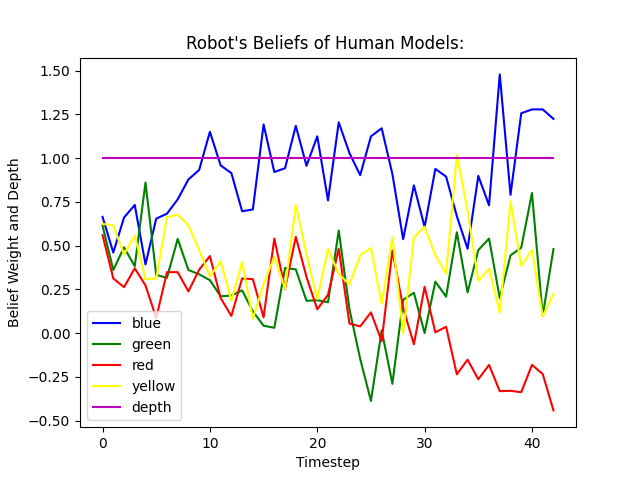 Robot's Beliefs of Human Models:
Belief Weight and Depth
1.50
1.25
1.00
0.75
0.50
0.25
0.00
−0.25
−0.50
blue
green
red
yellow
depth
0 10 20 30 40
Timestep